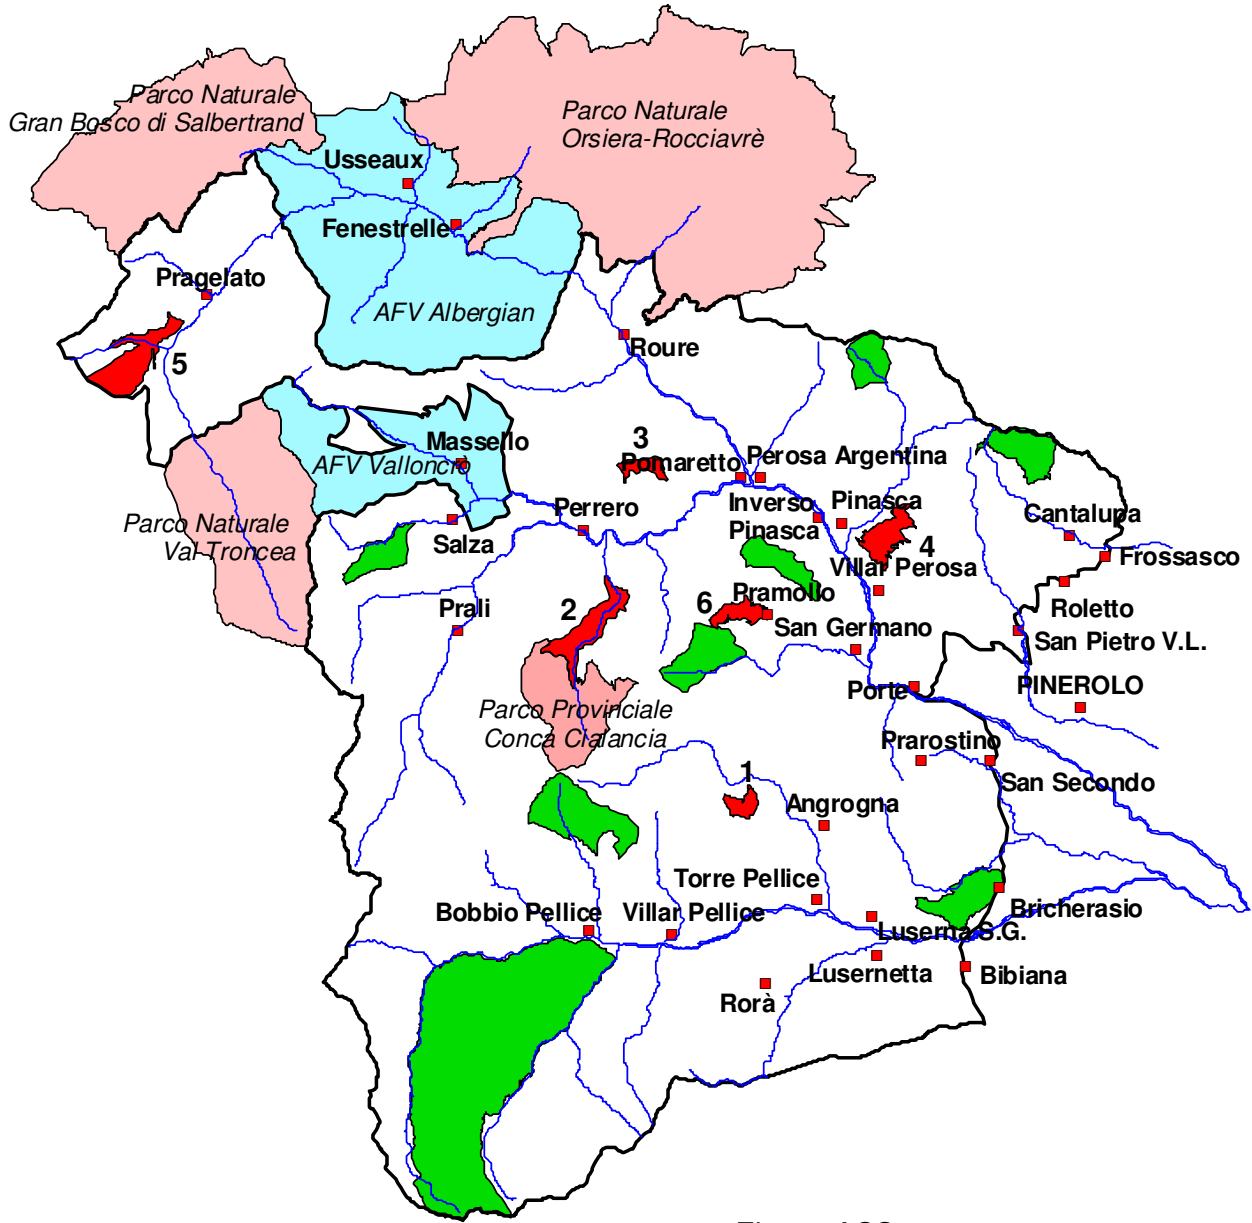 Parco Naturale
Gran Bosco di Salbertrand
Parco Naturale
Orsiera-Rocciavrè
Usseaux
Fenestrelle
Pragelato
AFV Albergian
Roure
5
3
Massello
AFV Valloncrò
Pomaretto
Perosa Argentina
Perrero
Inverso
Pinasca
Pinasca
Cantalupa
Parco Naturale
Val Troncea
Salza
4
Frossasco
Villar Perosa
Prali
2
6
Pramollo
Roletto
San Germano
San Pietro V.L.
Porte
PINEROLO
Parco Provinciale
Conca Cialancia
Prarostino
1
San Secondo
Angrogna
Torre Pellice
Bobbio Pellice
Villar Pellice
Bricherasio
Luserna S.G.
Lusernetta
Bibiana
Rorà